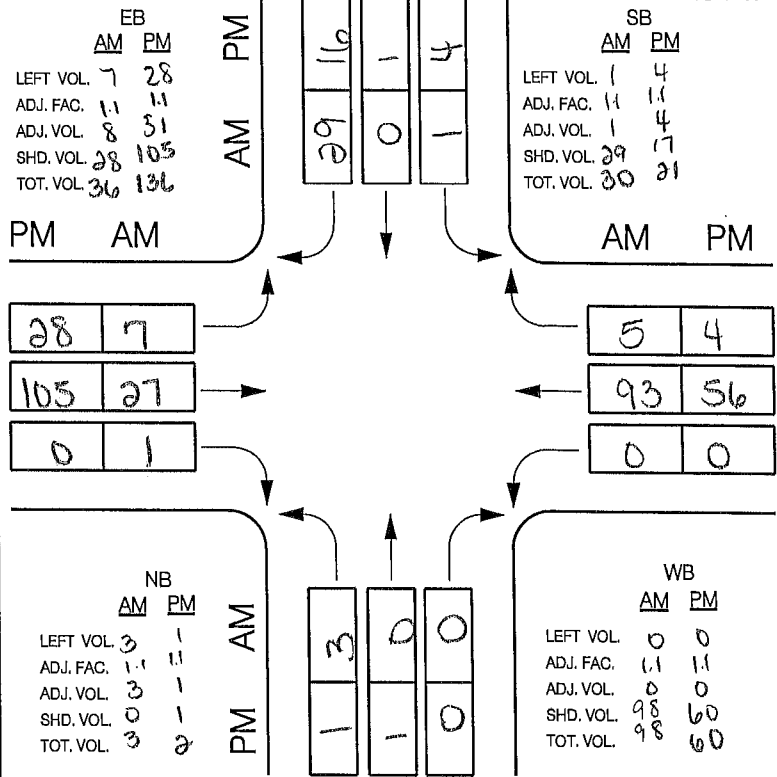 EB
AM PM
LEFT VOL. 7 28
ADJ. FAC. 1.1 1.1
ADJ. VOL. 8 31
SHD. VOL. 28 105
TOT. VOL. 36 136
PM
AM
16 1 4
29 0 1
SB
AM PM
LEFT VOL. 1 4
ADJ. FAC. 1.1 1.1
ADJ. VOL. 1 4
SHD. VOL. 29 17
TOT. VOL. 30 21
PM AM
AM PM
28 7
5 4
105 27
93 56
0 1
0 0
NB
AM PM
LEFT VOL. 3 1
ADJ. FAC. 1.1 1.1
ADJ. VOL. 3 1
SHD. VOL. 0 1
TOT. VOL. 3 2
AM
PM
3 0 0
1 1 0
WB
AM PM
LEFT VOL. 0 0
ADJ. FAC. 1.1 1.1
ADJ. VOL. 0 0
SHD. VOL. 98 60
TOT. VOL. 98 60